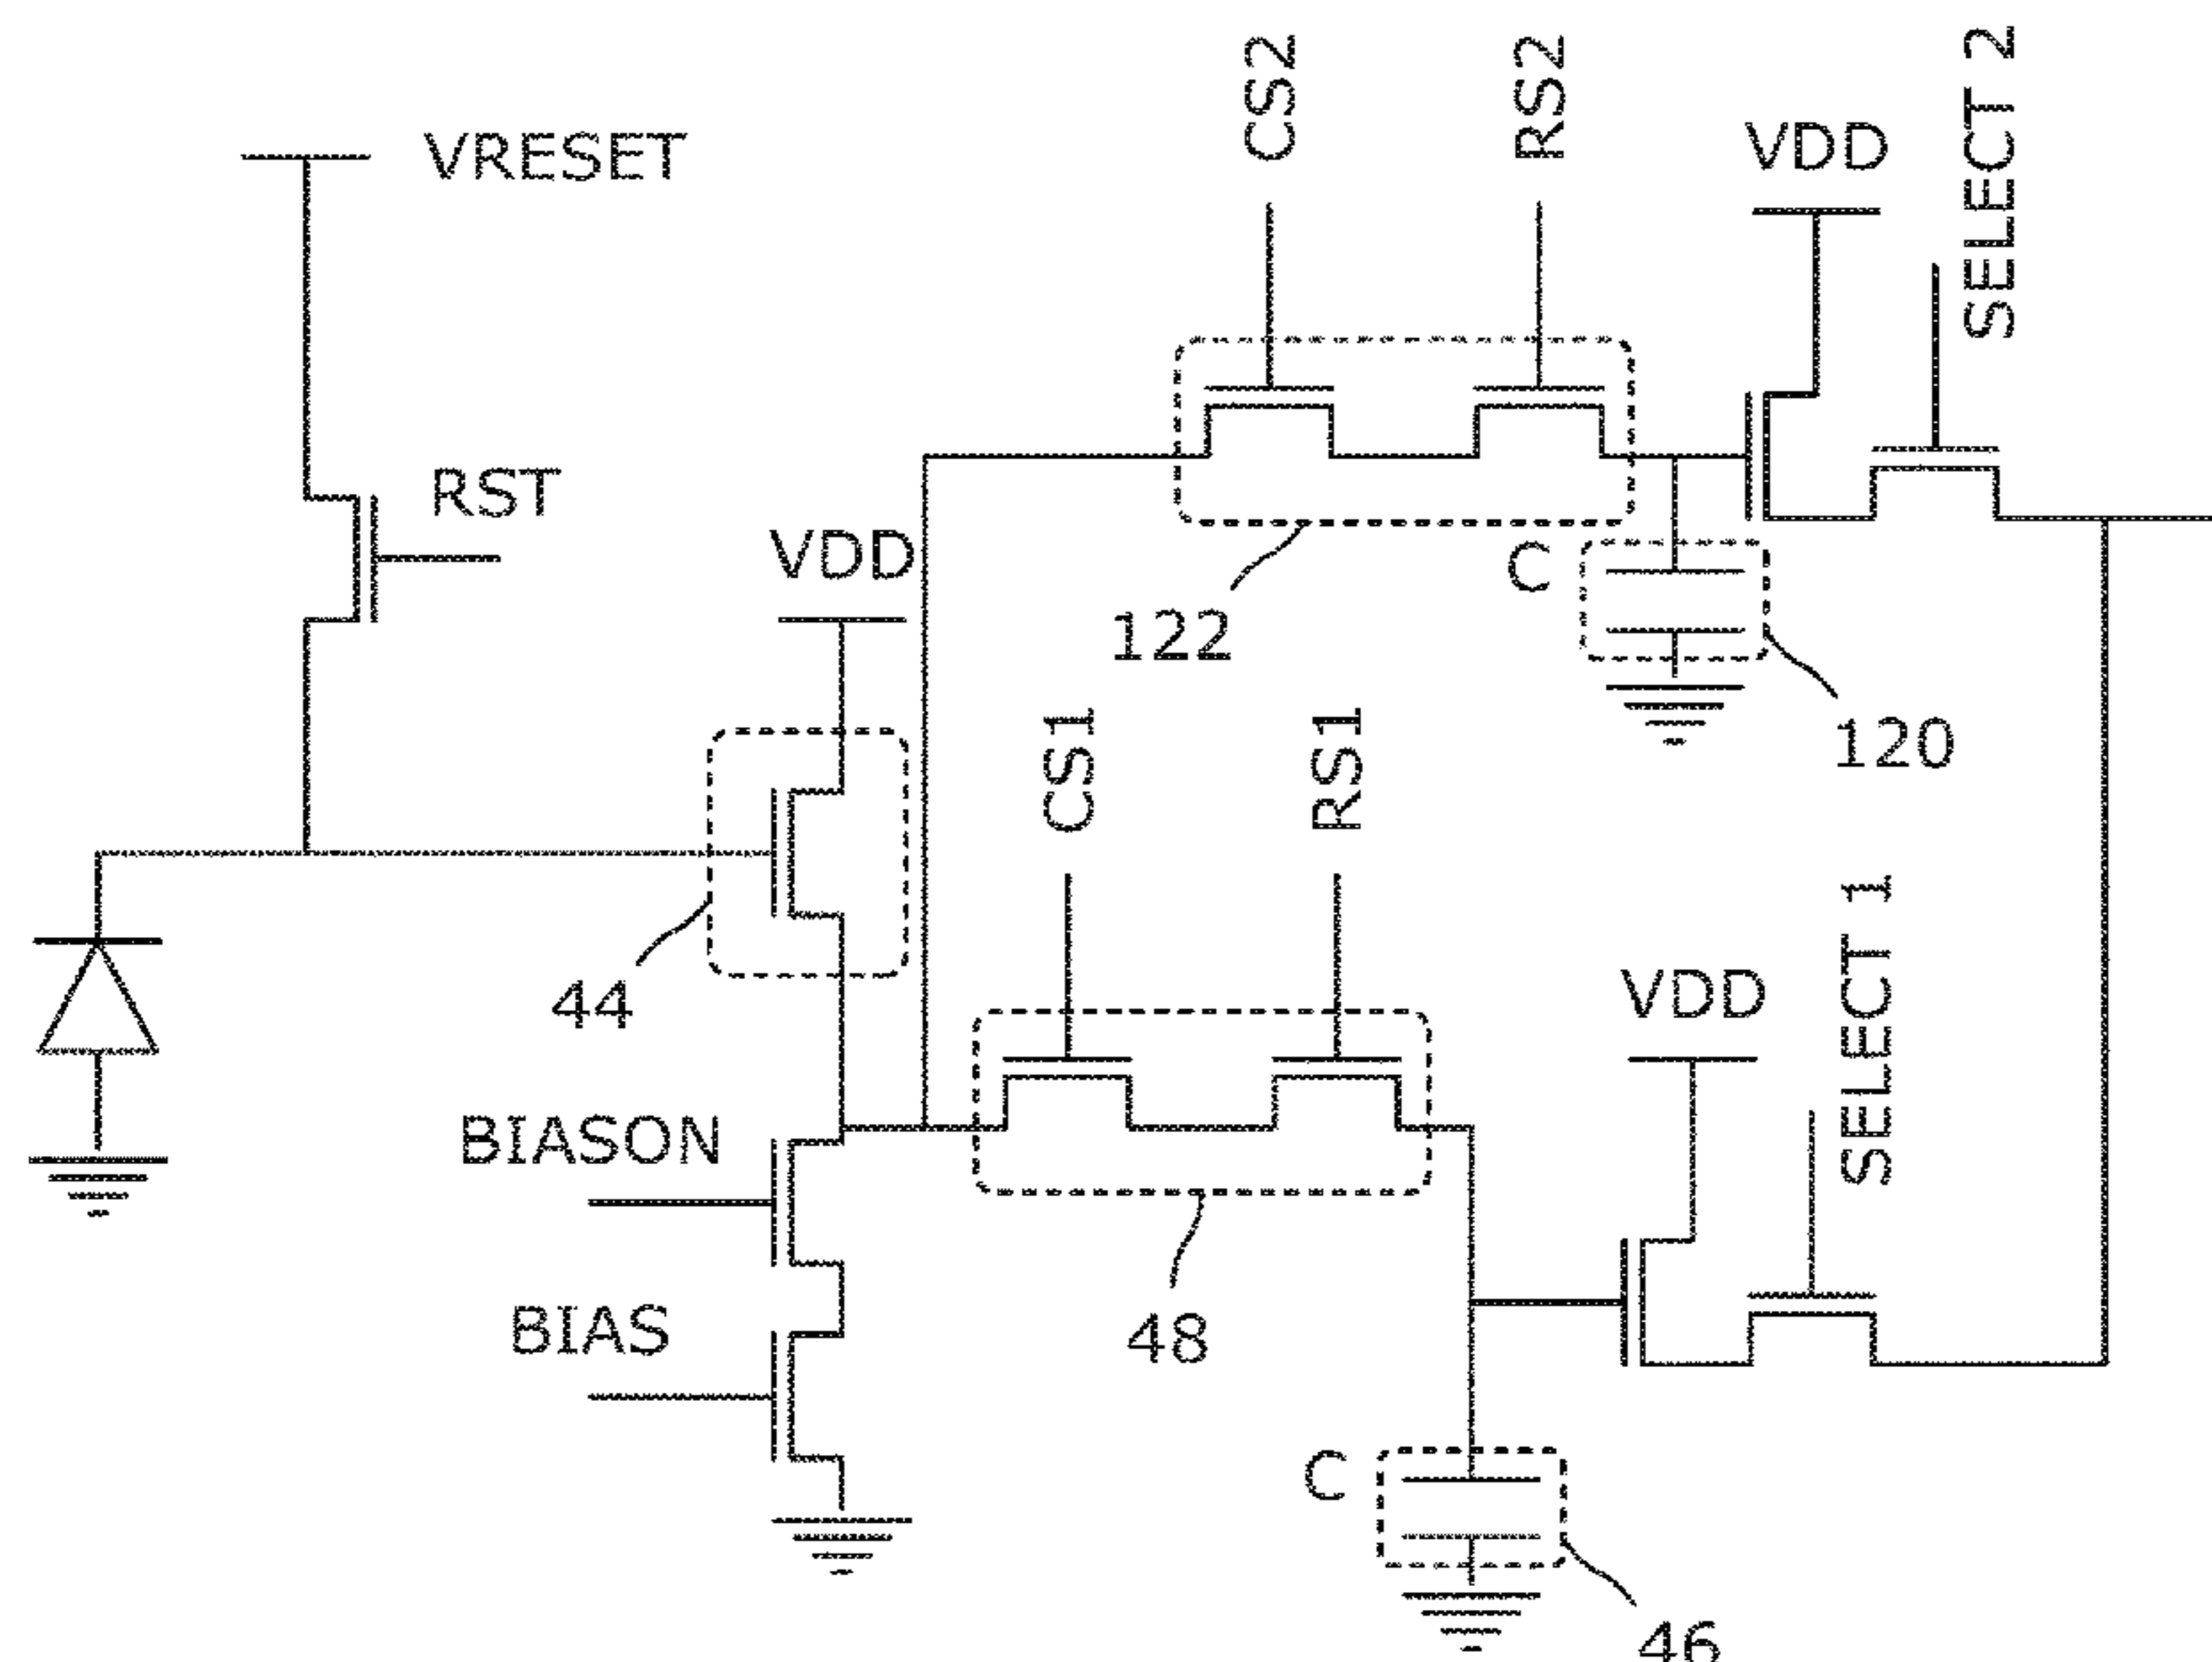 CS2
RS2
SELECT 2
VRESET
VDD
RST
VDD
C
122
120
CS1
RS1
44
SELECT 1
VDD
BIASON
48
BIAS
C
46